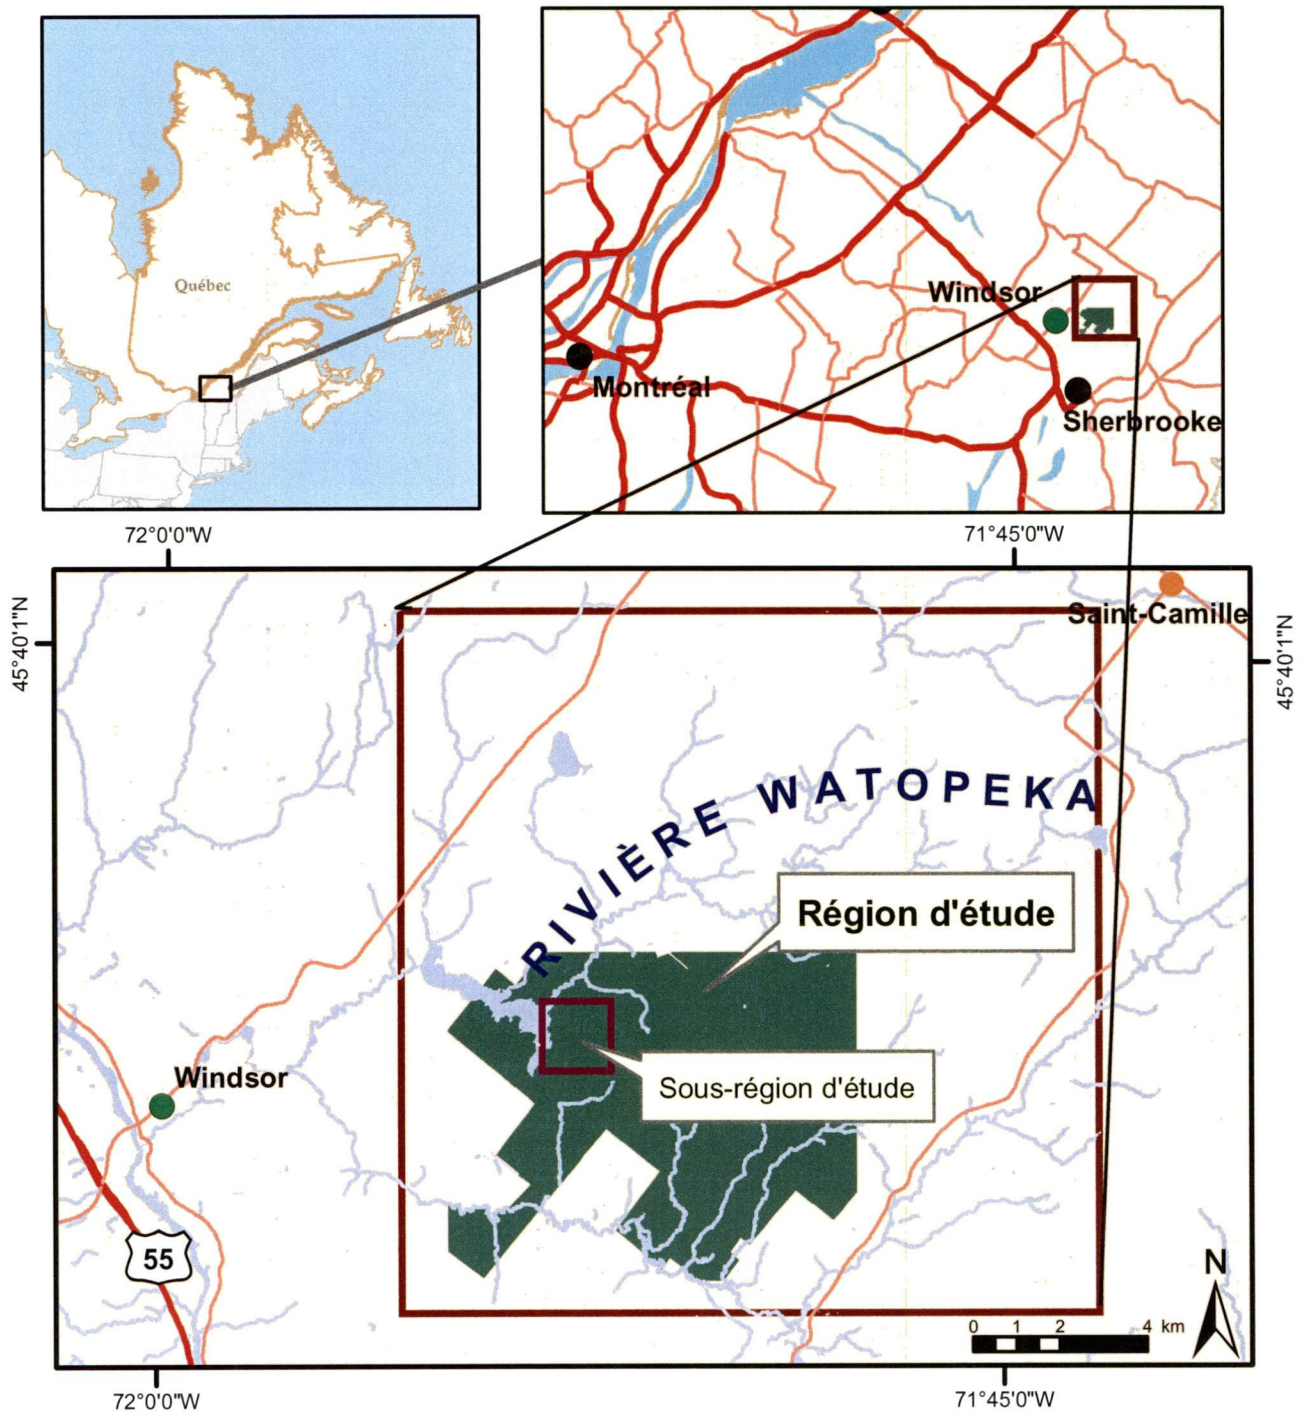 Québec
Windsor
Montréal
Sherbrooke
72°0'0"W
71°45'0"W
45°40'1"N
45°40'1"N
Saint-Camille
RIVIÈRE WATOPEKA
Région d'étude
Sous-région d'étude
Windsor
55
N
0 1 2 4 km
72°0'0"W
71°45'0"W